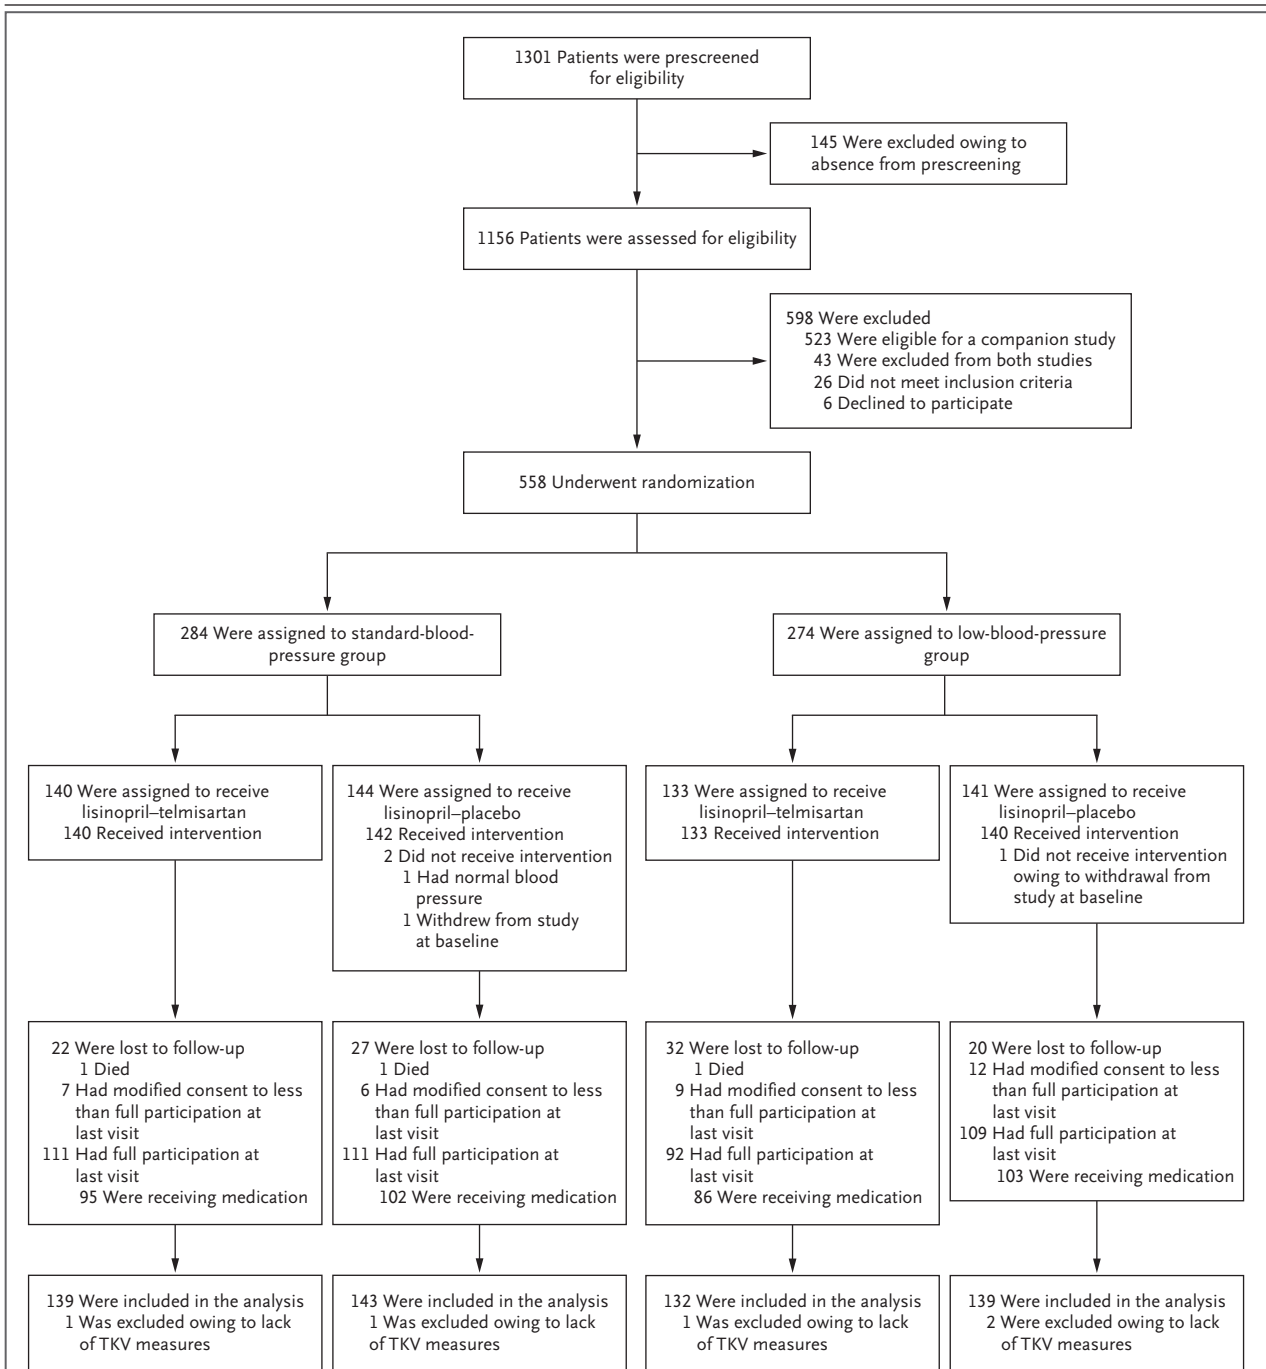 1301 Patients were prescreened
for eligibility
145 Were excluded owing to
absence from prescreening
1156 Patients were assessed for eligibility
598 Were excluded
523 Were eligible for a companion study
43 Were excluded from both studies
26 Did not meet inclusion criteria
6 Declined to participate
558 Underwent randomization
284 Were assigned to standard-blood-
pressure group
274 Were assigned to low-blood-pressure
group
140 Were assigned to receive
lisinopril–telmisartan
140 Received intervention
144 Were assigned to receive
lisinopril–placebo
142 Received intervention
2 Did not receive intervention
1 Had normal blood
pressure
1 Withdrew from study
at baseline
133 Were assigned to receive
lisinopril–telmisartan
133 Received intervention
141 Were assigned to receive
lisinopril–placebo
140 Received intervention
1 Did not receive intervention
owing to withdrawal from
study at baseline
22 Were lost to follow-up
1 Died
7 Had modified consent to less
than full participation at
last visit
111 Had full participation at
last visit
95 Were receiving medication
27 Were lost to follow-up
1 Died
6 Had modified consent to less
than full participation at
last visit
111 Had full participation at
last visit
102 Were receiving medication
32 Were lost to follow-up
1 Died
9 Had modified consent to less
than full participation at
last visit
92 Had full participation at
last visit
86 Were receiving medication
20 Were lost to follow-up
12 Had modified consent to less
than full participation at
last visit
109 Had full participation at
last visit
103 Were receiving medication
139 Were included in the analysis
1 Was excluded owing to lack
of TKV measures
143 Were included in the analysis
1 Was excluded owing to lack
of TKV measures
132 Were included in the analysis
1 Was excluded owing to lack
of TKV measures
139 Were included in the analysis
2 Were excluded owing to lack
of TKV measures